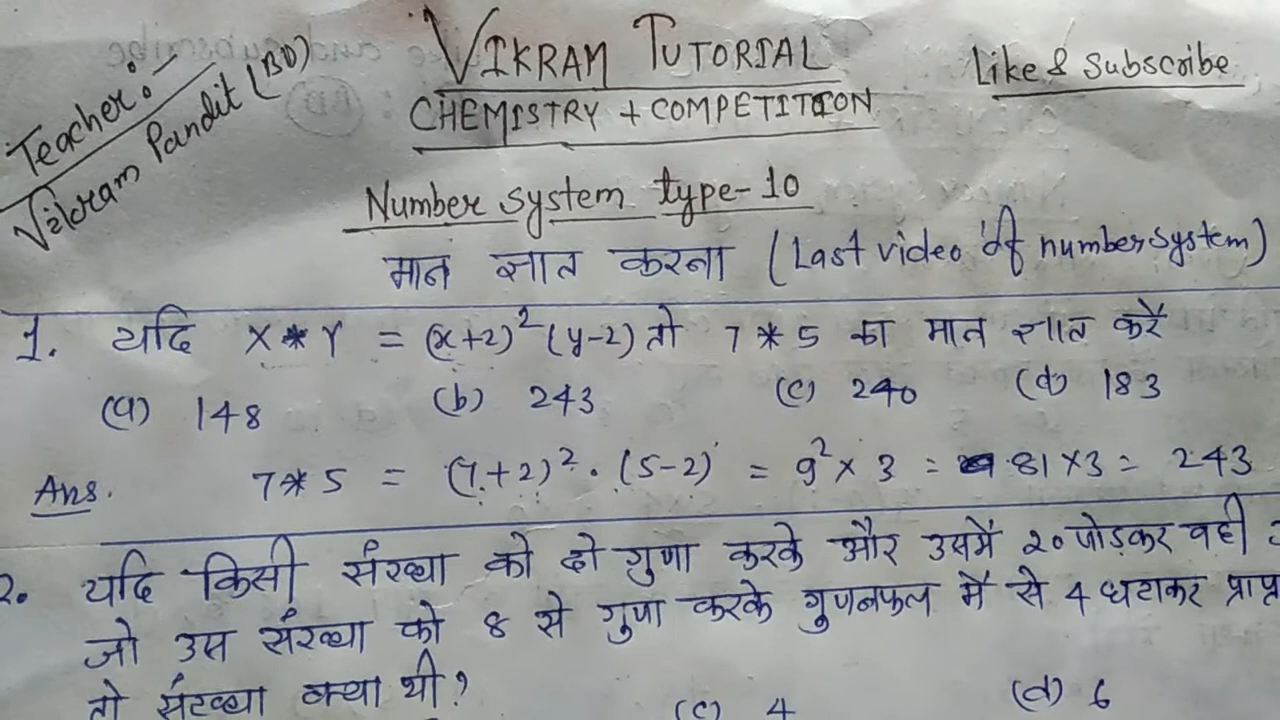 Teacher:-
Vikram Pandit (BD)
VIKRAM TUTORIAL
Like & Subscribe
CHEMISTRY + COMPETITION
Number system type-10
मान ज्ञात करना (Last video of number system)
1. यदि X * Y = (x+2)² (y-2) तो 7 * 5 का मान ज्ञात करें
(a) 148 (b) 243 (c) 240 (d) 183
Ans. 7 * 5 = (7+2)² . (5-2) = 9² x 3 = 81 x 3 = 243
2. यदि किसी संख्या को दो गुणा करके और उसमें 20 जोड़कर वही
जो उस संख्या को 8 से गुणा करके गुणनफल में से 4 घटाकर प्राप्त
तो संख्या क्या थी?
(c) 4 (d) 6